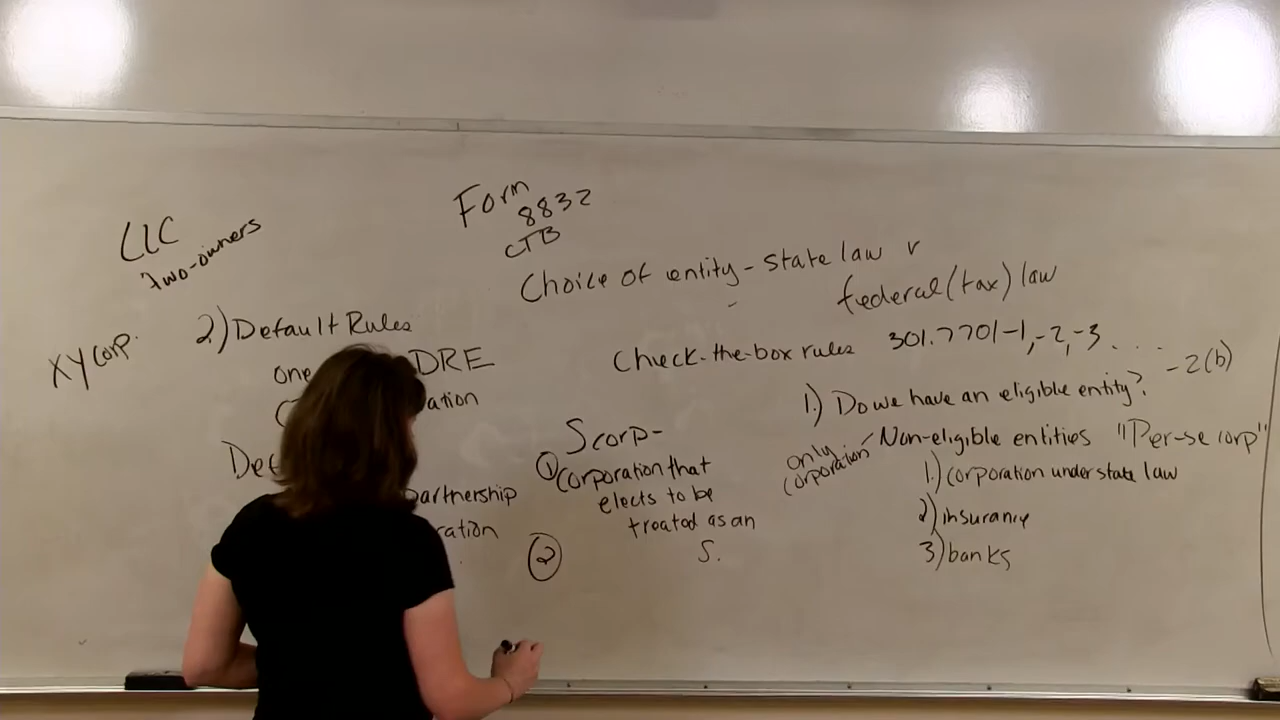 LLC
Two-owners
XY Corp.
Form
8832
CTB
Choice of entity - state law v
federal (tax) law
2.) Default Rules
one DRE
ation
Def
partnership
ration
Check-the-box rules 301.7701-1, -2, -3 . . . .
-2(b)
1.) Do we have an eligible entity?
only
corporation
Non-eligible entities "Per-se corp"
1.) corporation under state law
2) insurance
3) banks
S corp-
① Corporation that
elects to be
treated as an
S.
②